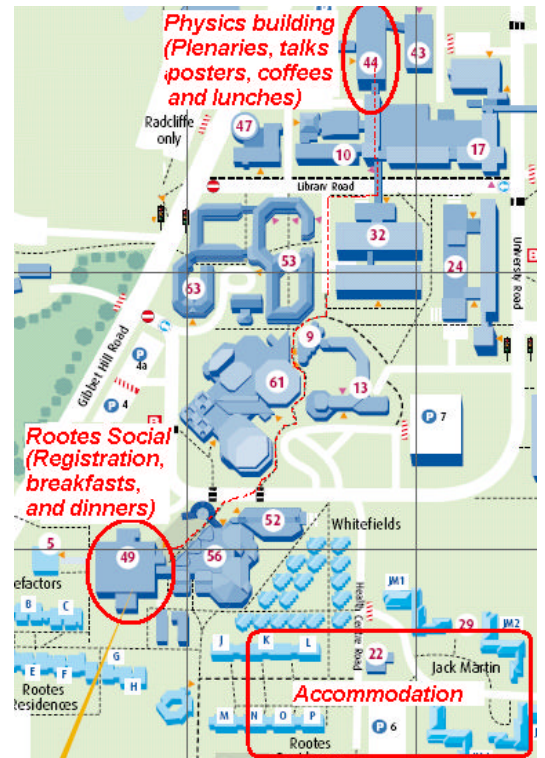 Physics building
(Plenaries, talks
posters, coffees
and lunches)
44
43
Radcliffe
only
47
10
17
Library Road
32
53
63
24
University Road
Gibbet Hill Road
P
4a
9
61
13
P 4
P 7
Rootes Social
(Registration,
breakfasts,
and dinners)
52
Whitefields
5
49
56
efactors
JM1
B
C
29
JM2
J
K
L
Health Centre Road
22
Jack Martin
E
F
G
H
Rootes
Residences
Accommodation
M
N
O
P
P 6
Rootes